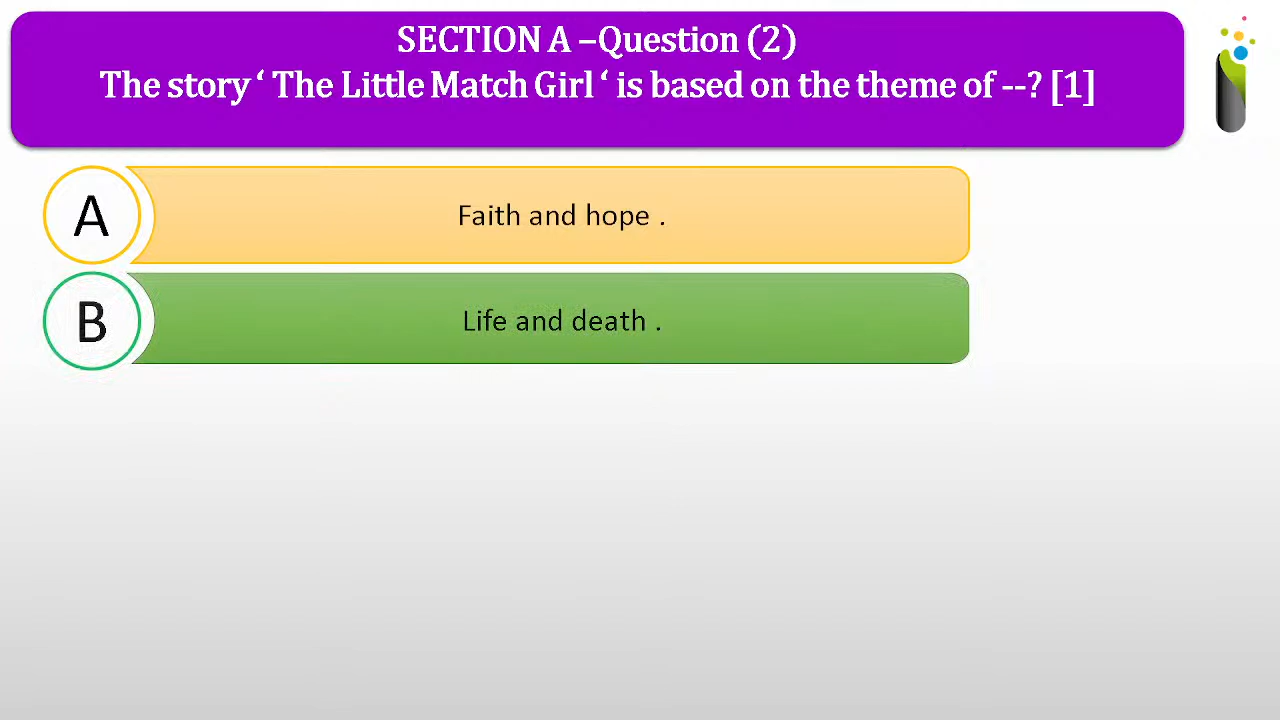 SECTION A –Question (2)
The story ‘ The Little Match Girl ‘ is based on the theme of --? [1]
A
Faith and hope .
B
Life and death .